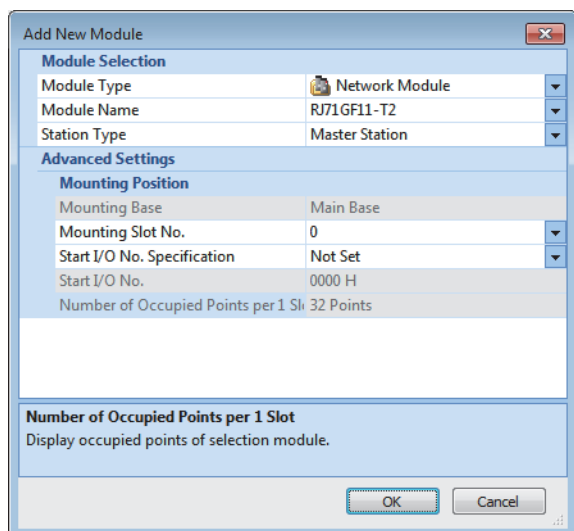 Add New Module
Module Selection
Module Type Network Module
Module Name RJ71GF11-T2
Station Type Master Station
Advanced Settings
Mounting Position
Mounting Base Main Base
Mounting Slot No. 0
Start I/O No. Specification Not Set
Start I/O No. 0000 H
Number of Occupied Points per 1 Sl 32 Points
Number of Occupied Points per 1 Slot
Display occupied points of selection module.
OK Cancel